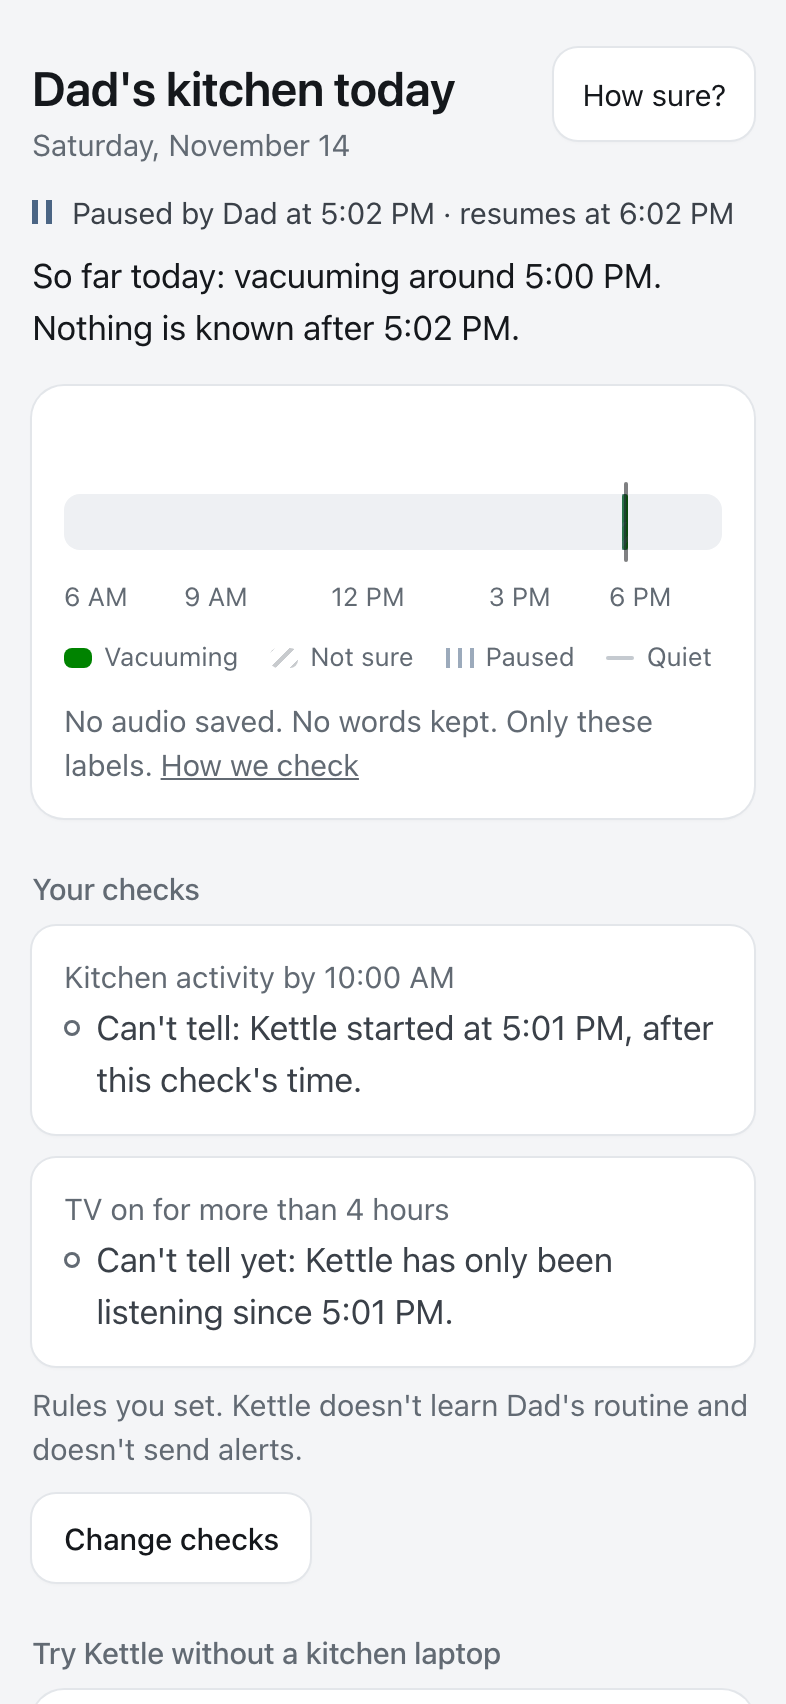 Dad's kitchen today
How sure?
Saturday, November 14
Paused by Dad at 5:02 PM · resumes at 6:02 PM
So far today: vacuuming around 5:00 PM.
Nothing is known after 5:02 PM.
6 AM 9 AM 12 PM 3 PM 6 PM
Vacuuming Not sure Paused Quiet
No audio saved. No words kept. Only these
labels. How we check
Your checks
Kitchen activity by 10:00 AM
Can't tell: Kettle started at 5:01 PM, after
this check's time.
TV on for more than 4 hours
Can't tell yet: Kettle has only been
listening since 5:01 PM.
Rules you set. Kettle doesn't learn Dad's routine and
doesn't send alerts.
Change checks
Try Kettle without a kitchen laptop